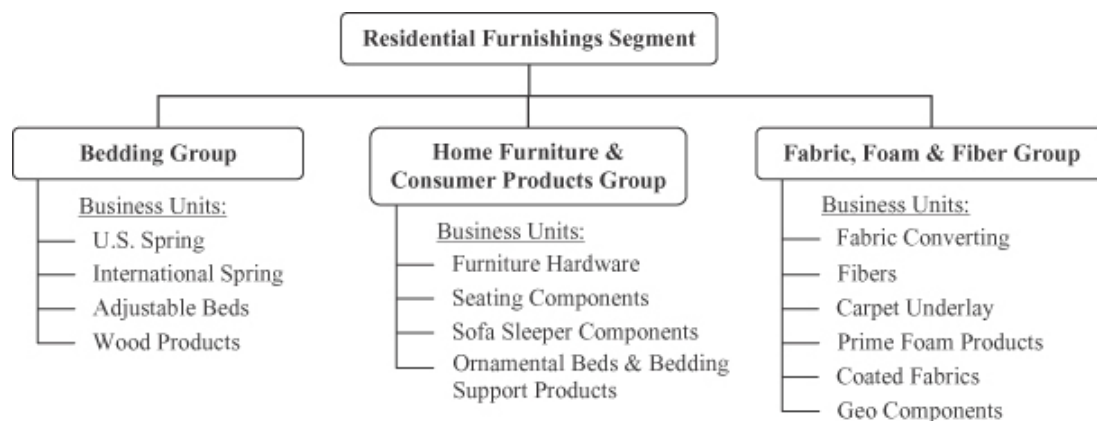 Residential Furnishings Segment
Bedding Group
Business Units:
U.S. Spring
International Spring
Adjustable Beds
Wood Products
Home Furniture &
Consumer Products Group
Business Units:
Furniture Hardware
Seating Components
Sofa Sleeper Components
Ornamental Beds & Bedding
Support Products
Fabric, Foam & Fiber Group
Business Units:
Fabric Converting
Fibers
Carpet Underlay
Prime Foam Products
Coated Fabrics
Geo Components